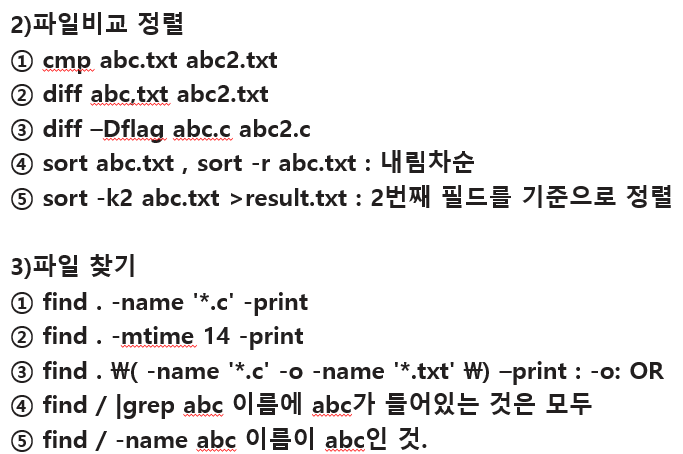 2)파일비교 정렬
① cmp abc.txt abc2.txt
② diff abc,txt abc2.txt
③ diff –Dflag abc.c abc2.c
④ sort abc.txt , sort -r abc.txt : 내림차순
⑤ sort -k2 abc.txt >result.txt : 2번째 필드를 기준으로 정렬
3)파일 찾기
① find . -name '*.c' -print
② find . -mtime 14 -print
③ find . ₩( -name '*.c' -o -name '*.txt' ₩) –print : -o: OR
④ find / |grep abc 이름에 abc가 들어있는 것은 모두
⑤ find / -name abc 이름이 abc인 것.